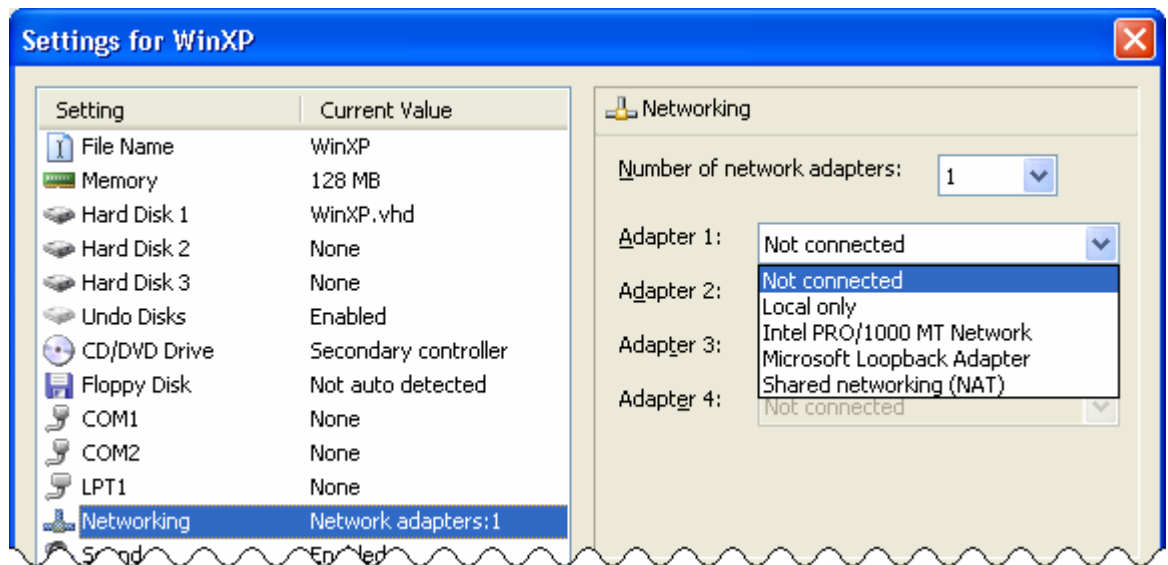 Settings for WinXP
Setting Current Value
File Name WinXP
Memory 128 MB
Hard Disk 1 WinXP.vhd
Hard Disk 2 None
Hard Disk 3 None
Undo Disks Enabled
CD/DVD Drive Secondary controller
Floppy Disk Not auto detected
COM1 None
COM2 None
LPT1 None
Networking Network adapters:1
Sound Enabled
Networking
Number of network adapters: 1
Adapter 1: Not connected
Not connected
Adapter 2:
Local only
Intel PRO/1000 MT Network
Adapter 3:
Microsoft Loopback Adapter
Shared networking (NAT)
Adapter 4: Not connected